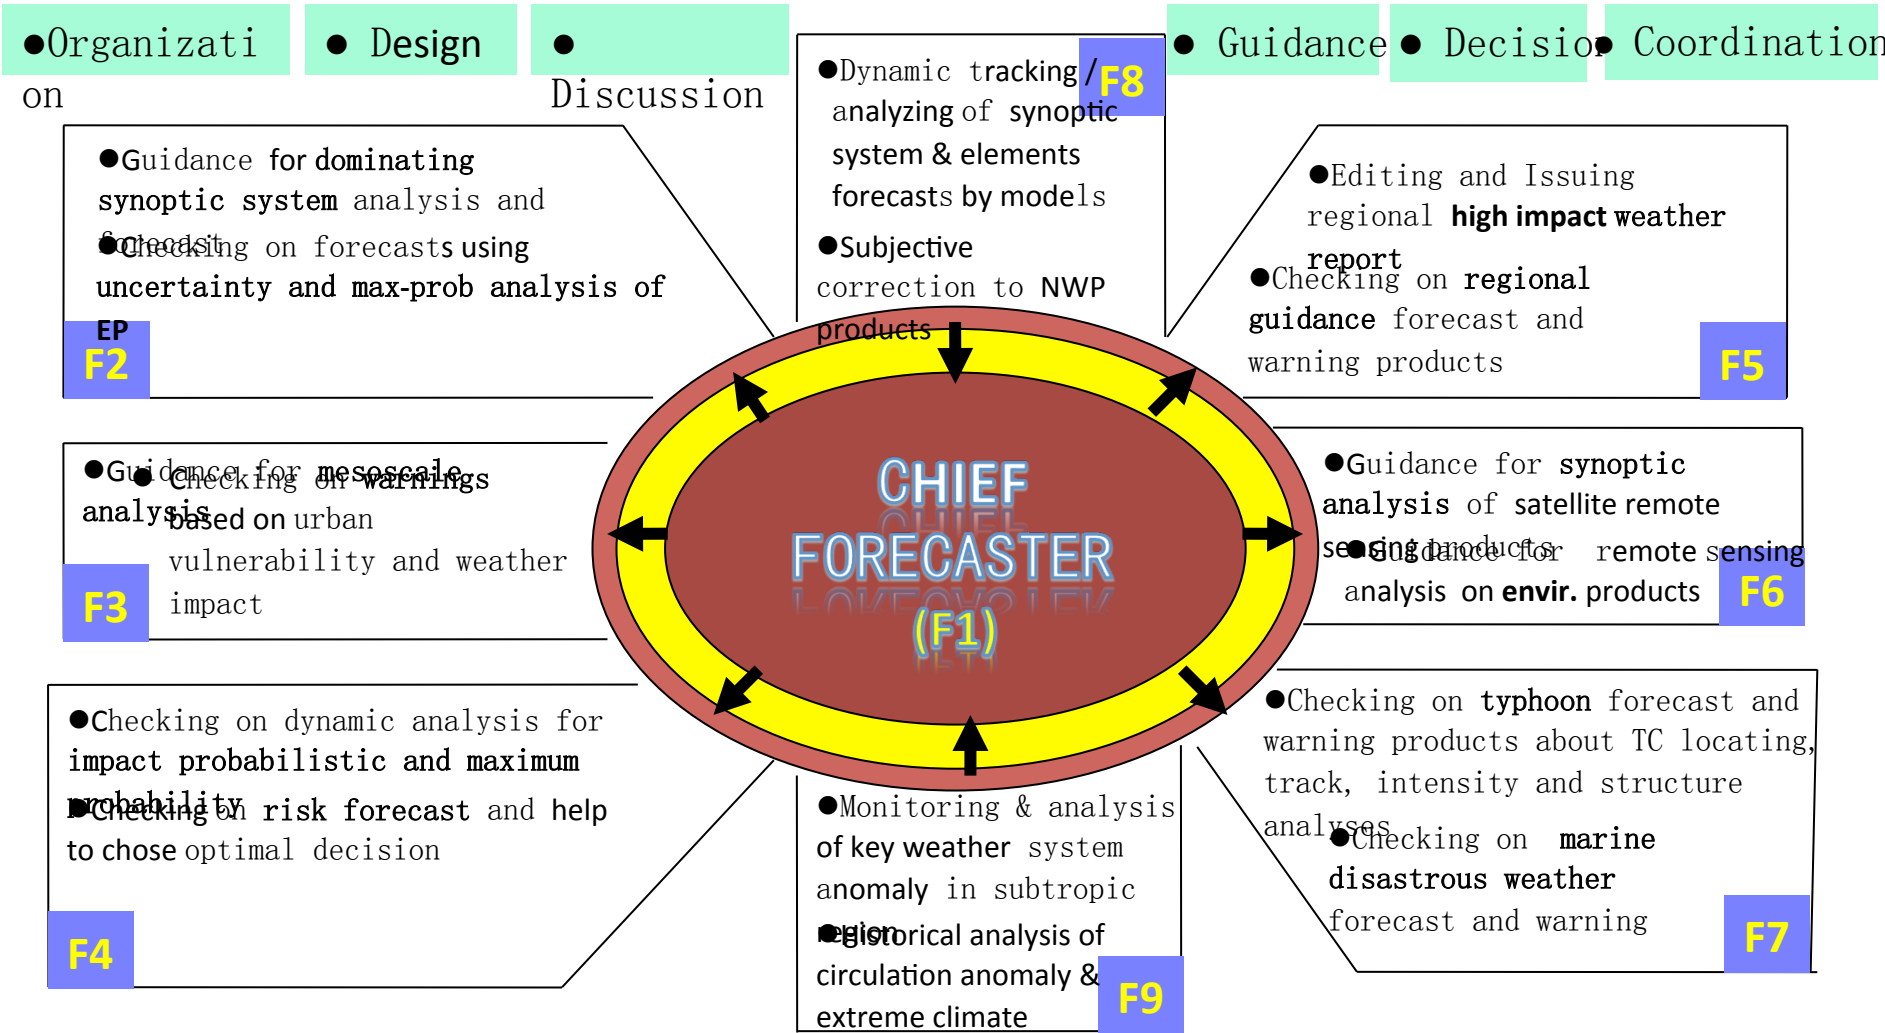 ●Organizati
on
● Design
●
Discussion
● Guidance
● Decision
● Coordination
●Guidance for dominating
synoptic system analysis and
forecast
●Checking on forecasts using
uncertainty and max-prob analysis of
EP
F2
●Dynamic tracking /
analyzing of synoptic
system & elements
forecasts by models
●Subjective
correction to NWP
products
F8
●Editing and Issuing
regional high impact weather
report
●Checking on regional
guidance forecast and
warning products
F5
●Guidance for mesoscale
analysis
● Checking on warnings
based on urban
vulnerability and weather
impact
F3
CHIEF
FORECASTER
(F1)
●Guidance for synoptic
analysis of satellite remote
sensing products
●Guidance for remote sensing
analysis on envir. products
F6
●Checking on dynamic analysis for
impact probabilistic and maximum
probability
●Checking on risk forecast and help
to chose optimal decision
F4
●Monitoring & analysis
of key weather system
anomaly in subtropic
region
●Historical analysis of
circulation anomaly &
extreme climate
F9
●Checking on typhoon forecast and
warning products about TC locating,
track, intensity and structure
analyses
●Checking on marine
disastrous weather
forecast and warning
F7